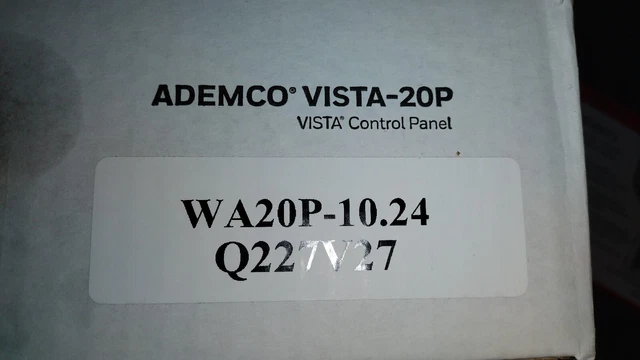 ADEMCO® VISTA-20P
VISTA® Control Panel
WA20P-10.24
Q227V27